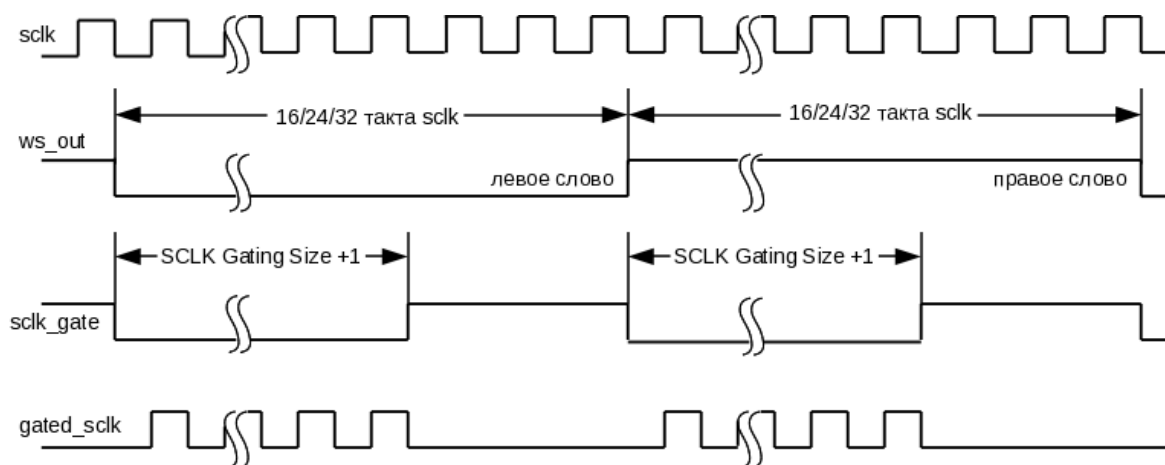 sclk
16/24/32 такта sclk
16/24/32 такта sclk
ws_out
левое слово
правое слово
SCLK Gating Size +1
SCLK Gating Size +1
sclk_gate
gated_sclk